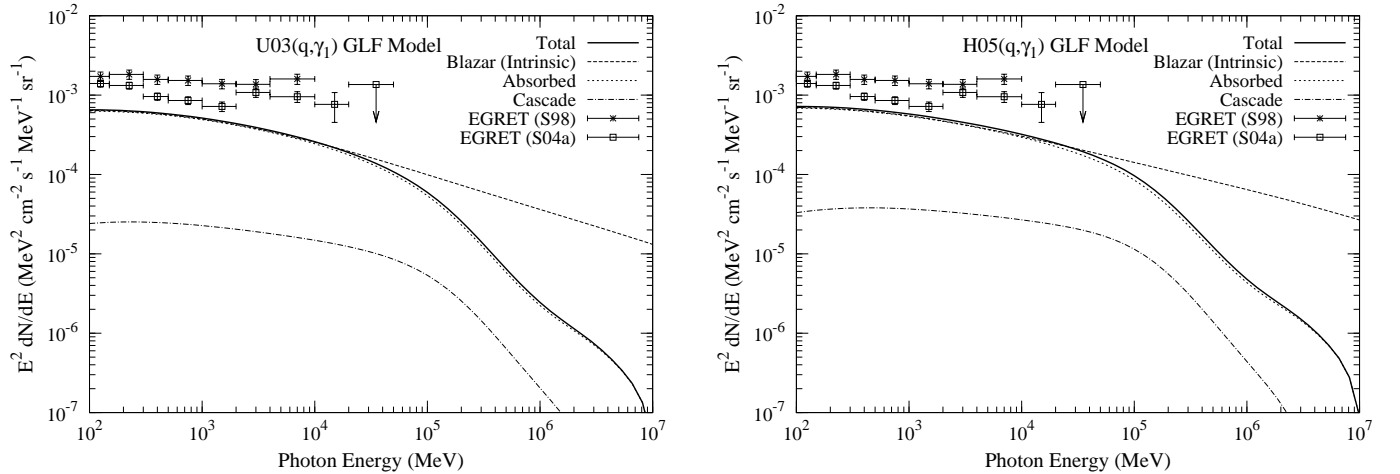 U03(q,γ1) GLF Model
Total
Blazar (Intrinsic)
Absorbed
Cascade
EGRET (S98)
EGRET (S04a)
10^-2
10^-3
10^-4
10^-5
10^-6
10^-7
E^2 dN/dE (MeV^2 cm^-2 s^-1 MeV^-1 sr^-1)
10^2 10^3 10^4 10^5 10^6 10^7
Photon Energy (MeV)
H05(q,γ1) GLF Model
Total
Blazar (Intrinsic)
Absorbed
Cascade
EGRET (S98)
EGRET (S04a)
10^-2
10^-3
10^-4
10^-5
10^-6
10^-7
E^2 dN/dE (MeV^2 cm^-2 s^-1 MeV^-1 sr^-1)
10^2 10^3 10^4 10^5 10^6 10^7
Photon Energy (MeV)